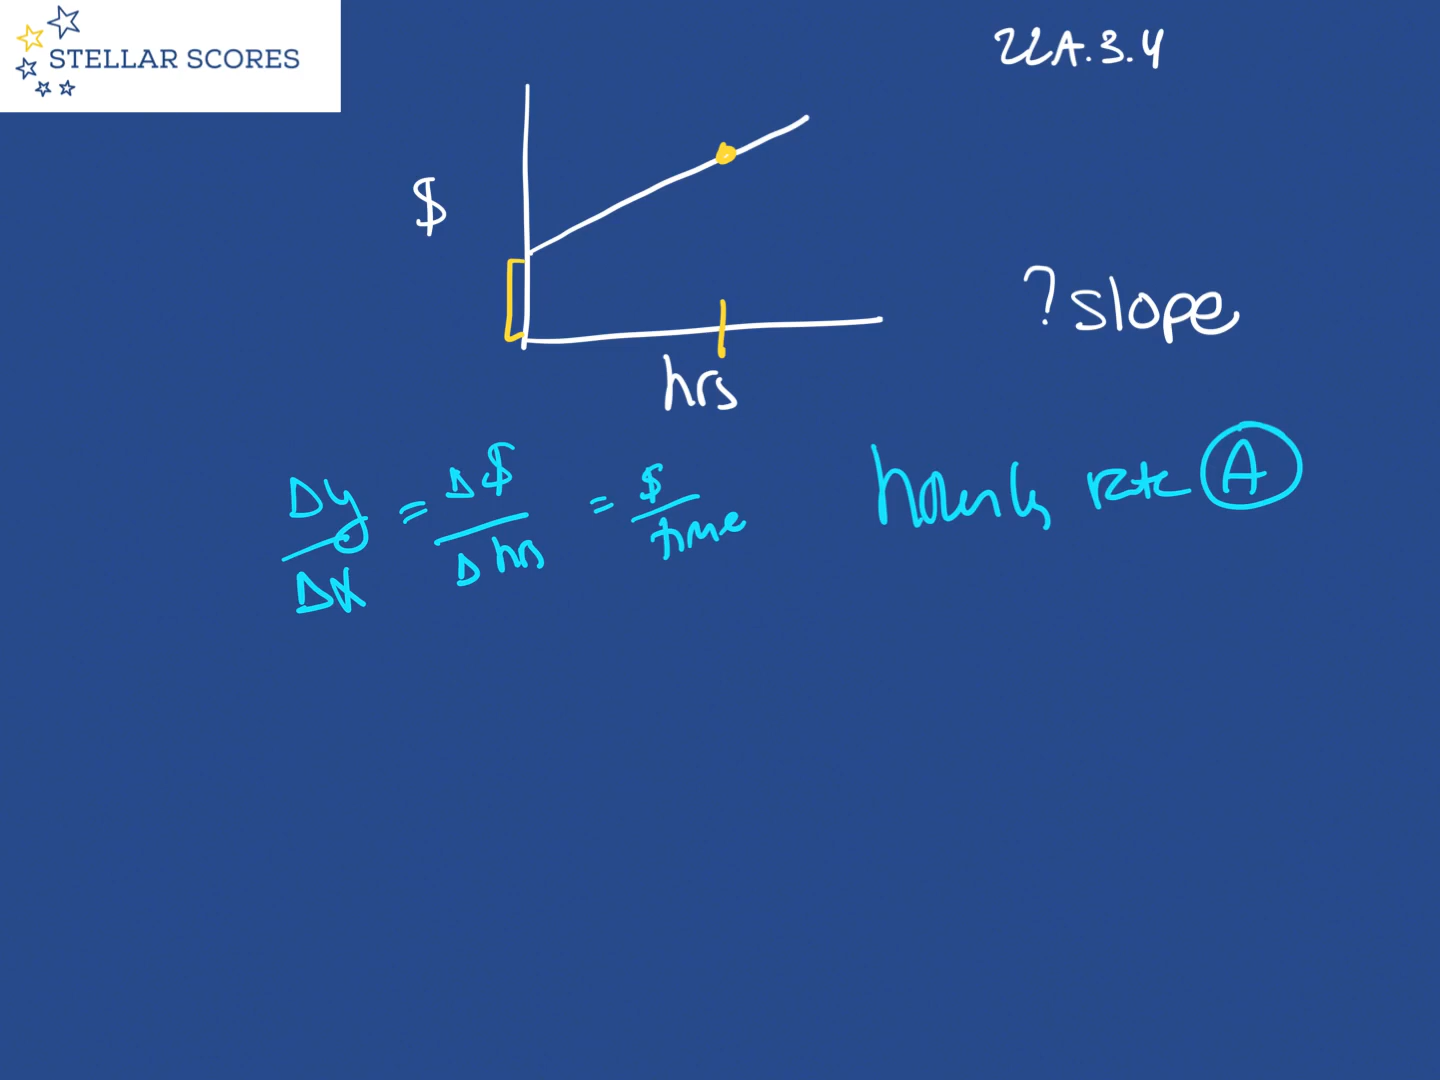 STELLAR SCORES
22A.3.4
$
? slope
hrs
Δy/Δx = Δ$/Δhrs = $/time
hourly rate A